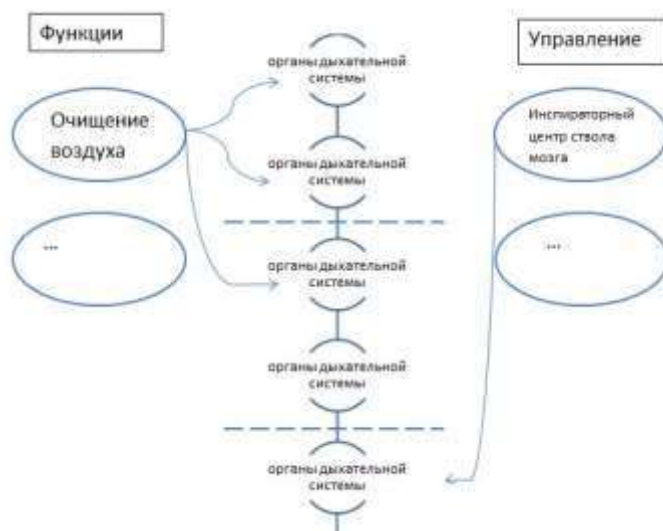 Функции
Управление
органы дыхательной
системы
Очищение
воздуха
Инспираторный
центр ствола
мозга
органы дыхательной
системы
...
...
органы дыхательной
системы
органы дыхательной
системы
органы дыхательной
системы